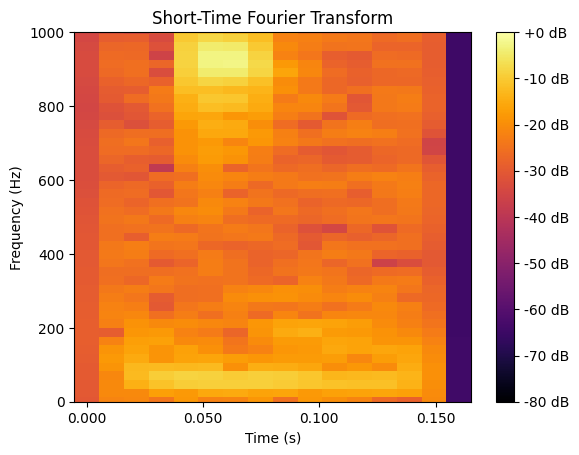 Short-Time Fourier Transform
1000
800
600
400
200
0
Frequency (Hz)
0.000
0.050
0.100
0.150
Time (s)
+0 dB
-10 dB
-20 dB
-30 dB
-40 dB
-50 dB
-60 dB
-70 dB
-80 dB